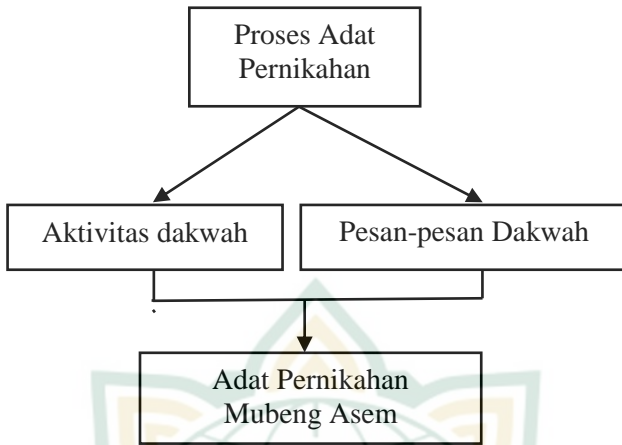 Proses Adat
Pernikahan
Aktivitas dakwah
Pesan-pesan Dakwah
Adat Pernikahan
Mubeng Asem